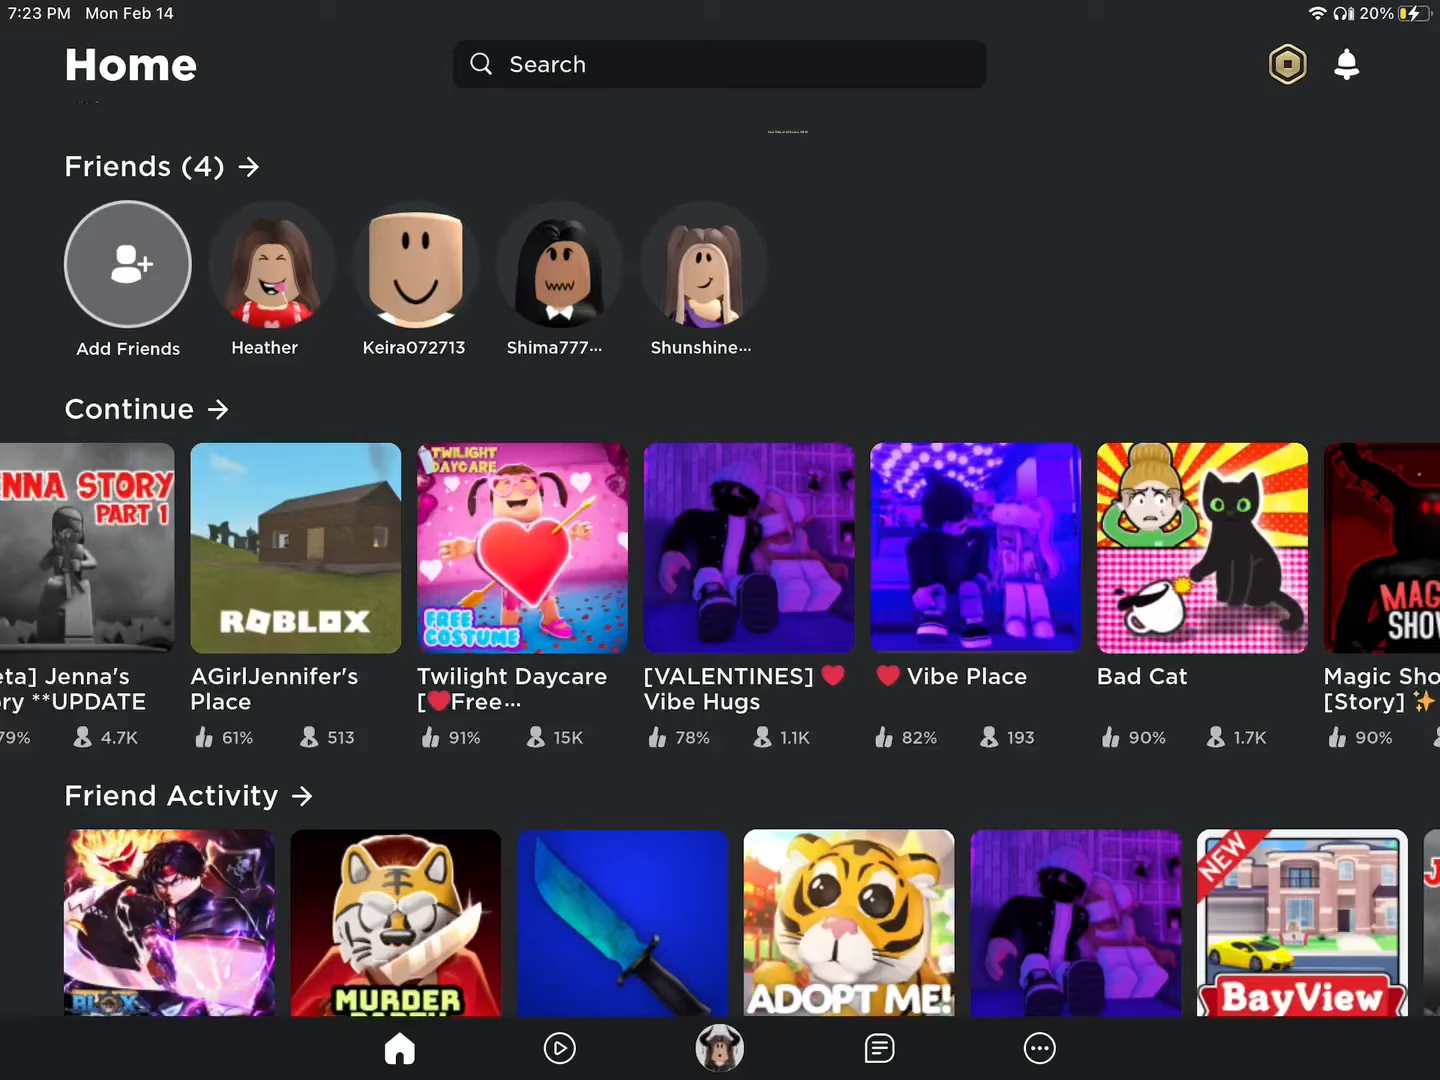 7:23 PM Mon Feb 14
20%
Home
Search
Friends (4) →
Add Friends
Heather
Keira072713
Shima777...
Shunshine...
Continue →
NNA STORY
PART 1
ROBLOX
TWILIGHT
DAYCARE
FREE
COSTUME
MAG
SHOW
eta] Jenna's
ry **UPDATE
AGirlJennifer's
Place
Twilight Daycare
[❤️Free...
[VALENTINES] ❤️
Vibe Hugs
❤️ Vibe Place
Bad Cat
Magic Sho
[Story] ✨
79% 4.7K
61% 513
91% 15K
78% 1.1K
82% 193
90% 1.7K
90%
Friend Activity →
BLOX
MURDER
PARTY
ADOPT ME!
NEW
BayView